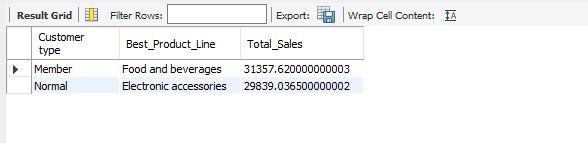 Result Grid Filter Rows: Export: Wrap Cell Content: IA
Customer type Best_Product_Line Total_Sales
Member Food and beverages 31357.620000000003
Normal Electronic accessories 29839.036500000002